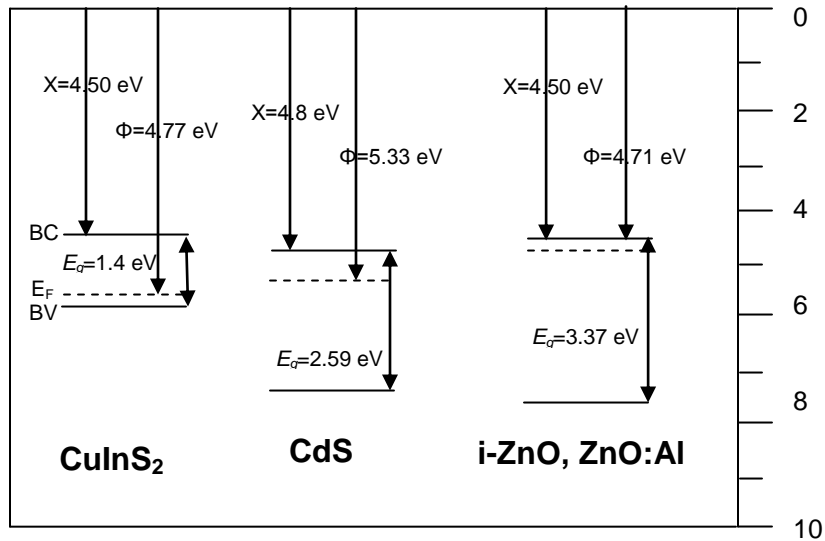 0
X=4.50 eV
X=4.50 eV
X=4.8 eV
2
Φ=4.77 eV
Φ=5.33 eV
Φ=4.71 eV
4
BC
Eg=1.4 eV
EF
BV
6
Eg=3.37 eV
Eg=2.59 eV
8
CuInS₂
CdS
i-ZnO, ZnO:Al
10